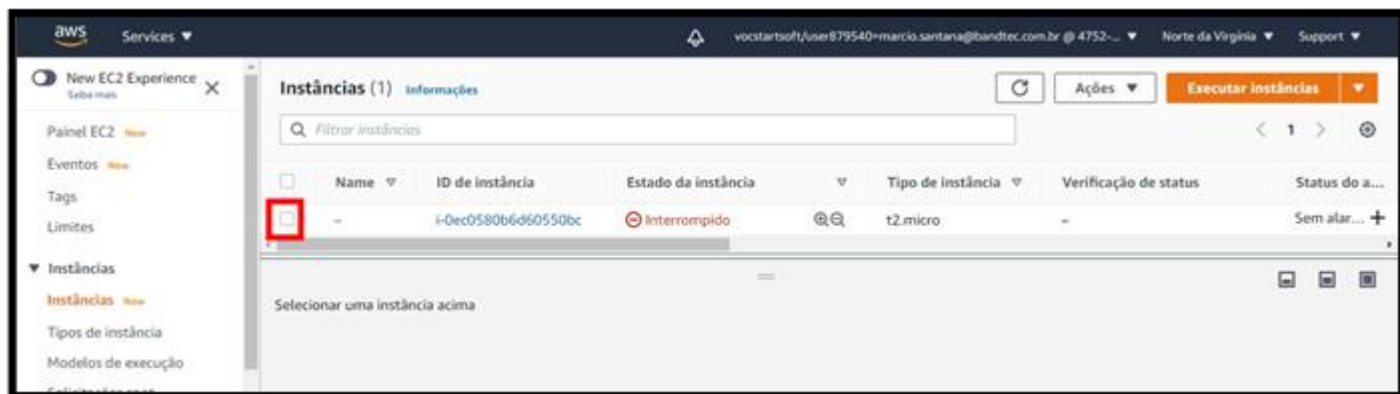 aws Services ▼ vocstartsoft/user879540=marcio.santana@bandtec.com.br @ 4752-... ▼ Norte da Virgínia ▼ Support ▼
New EC2 Experience
Saiba mais
Instâncias (1) Informações Ações ▼ Executar instâncias ▼
Painel EC2 New
Filtrar instâncias 1
Eventos New
Tags
Name ID de instância Estado da instância Tipo de instância Verificação de status Status do a...
Limites
– i-0ec0580b6d60550bc Interrompido t2.micro – Sem alar... +
▼ Instâncias
Instâncias New
Selecionar uma instância acima
Tipos de instância
Modelos de execução